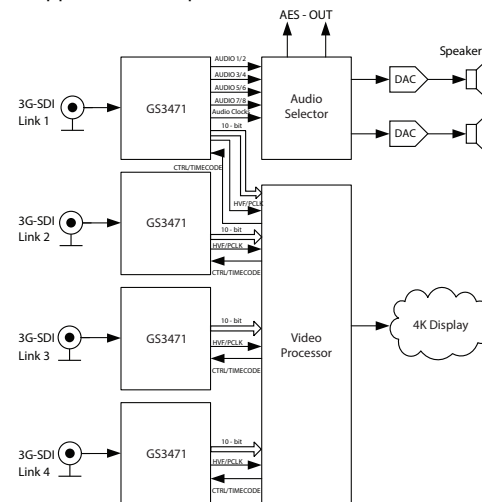 AES - OUT
Speaker
AUDIO 1/2
AUDIO 3/4
AUDIO 5/6
AUDIO 7/8
Audio Clocks
10 - bit
3G-SDI
Link 1
GS3471
Audio
Selector
DAC
DAC
CTRL/TIMECODE
HVF/PCLK
3G-SDI
Link 2
GS3471
10 - bit
HVF/PCLK
CTRL/TIMECODE
3G-SDI
Link 3
GS3471
10 - bit
HVF/PCLK
CTRL/TIMECODE
Video
Processor
4K Display
3G-SDI
Link 4
GS3471
10 - bit
HVF/PCLK
CTRL/TIMECODE